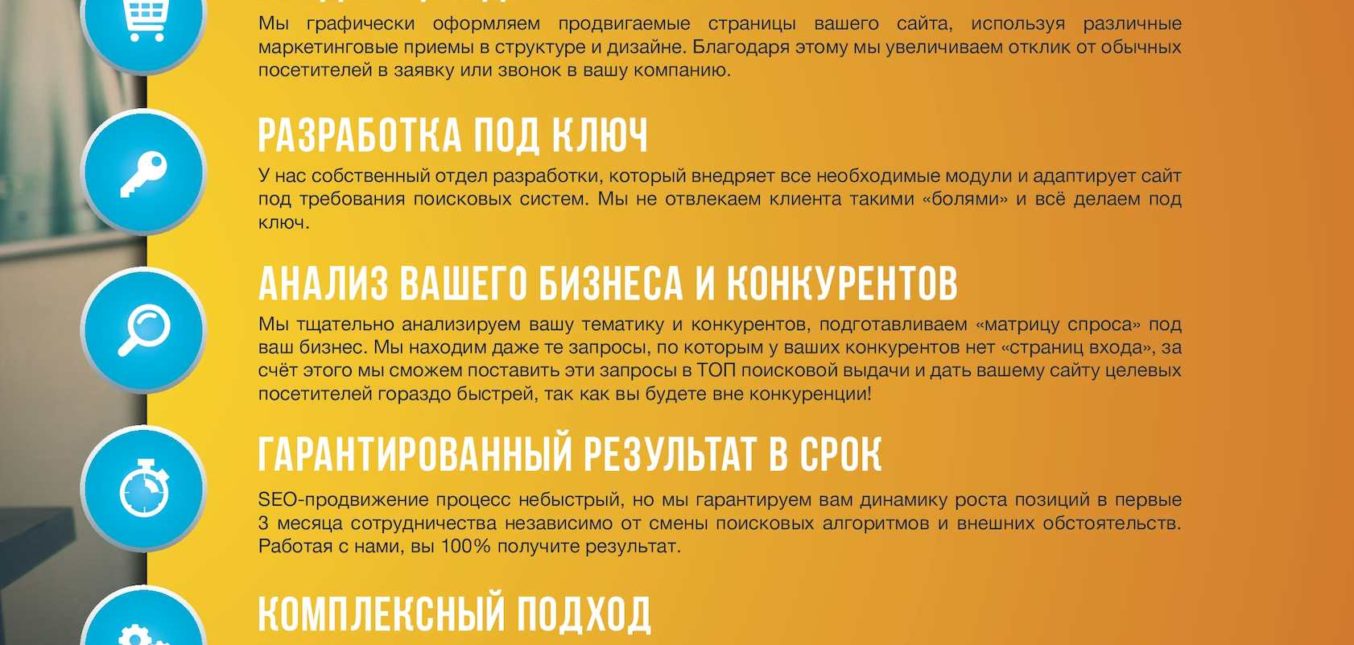 Мы графически оформляем продвигаемые страницы вашего сайта, используя различные
маркетинговые приемы в структуре и дизайне. Благодаря этому мы увеличиваем отклик от обычных
посетителей в заявку или звонок в вашу компанию.
РАЗРАБОТКА ПОД КЛЮЧ
У нас собственный отдел разработки, который внедряет все необходимые модули и адаптирует сайт
под требования поисковых систем. Мы не отвлекаем клиента такими «болями» и всё делаем под
ключ.
АНАЛИЗ ВАШЕГО БИЗНЕСА И КОНКУРЕНТОВ
Мы тщательно анализируем вашу тематику и конкурентов, подготавливаем «матрицу спроса» под
ваш бизнес. Мы находим даже те запросы, по которым у ваших конкурентов нет «страниц входа», за
счёт этого мы сможем поставить эти запросы в ТОП поисковой выдачи и дать вашему сайту целевых
посетителей гораздо быстрей, так как вы будете вне конкуренции!
ГАРАНТИРОВАННЫЙ РЕЗУЛЬТАТ В СРОК
SEO-продвижение процесс небыстрый, но мы гарантируем вам динамику роста позиций в первые
3 месяца сотрудничества независимо от смены поисковых алгоритмов и внешних обстоятельств.
Работая с нами, вы 100% получите результат.
КОМПЛЕКСНЫЙ ПОДХОД